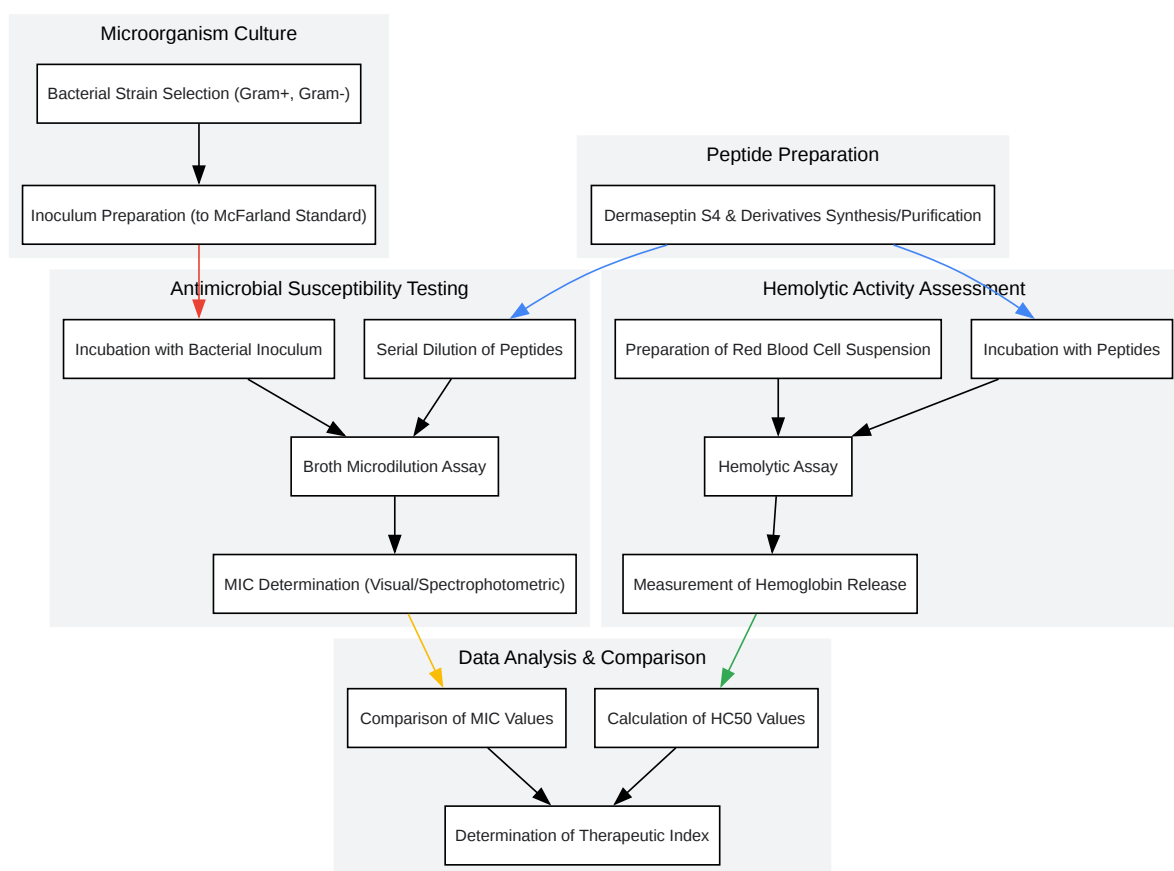 Microorganism Culture
Bacterial Strain Selection (Gram+, Gram-)
Inoculum Preparation (to McFarland Standard)
Peptide Preparation
Dermaseptin S4 & Derivatives Synthesis/Purification
Antimicrobial Susceptibility Testing
Incubation with Bacterial Inoculum
Serial Dilution of Peptides
Broth Microdilution Assay
MIC Determination (Visual/Spectrophotometric)
Hemolytic Activity Assessment
Preparation of Red Blood Cell Suspension
Incubation with Peptides
Hemolytic Assay
Measurement of Hemoglobin Release
Data Analysis & Comparison
Comparison of MIC Values
Calculation of HC50 Values
Determination of Therapeutic Index